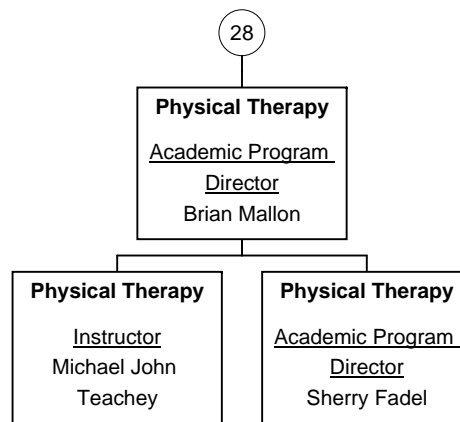 28
Physical Therapy
Academic Program
Director
Brian Mallon
Physical Therapy
Instructor
Michael John
Teachey
Physical Therapy
Academic Program
Director
Sherry Fadel